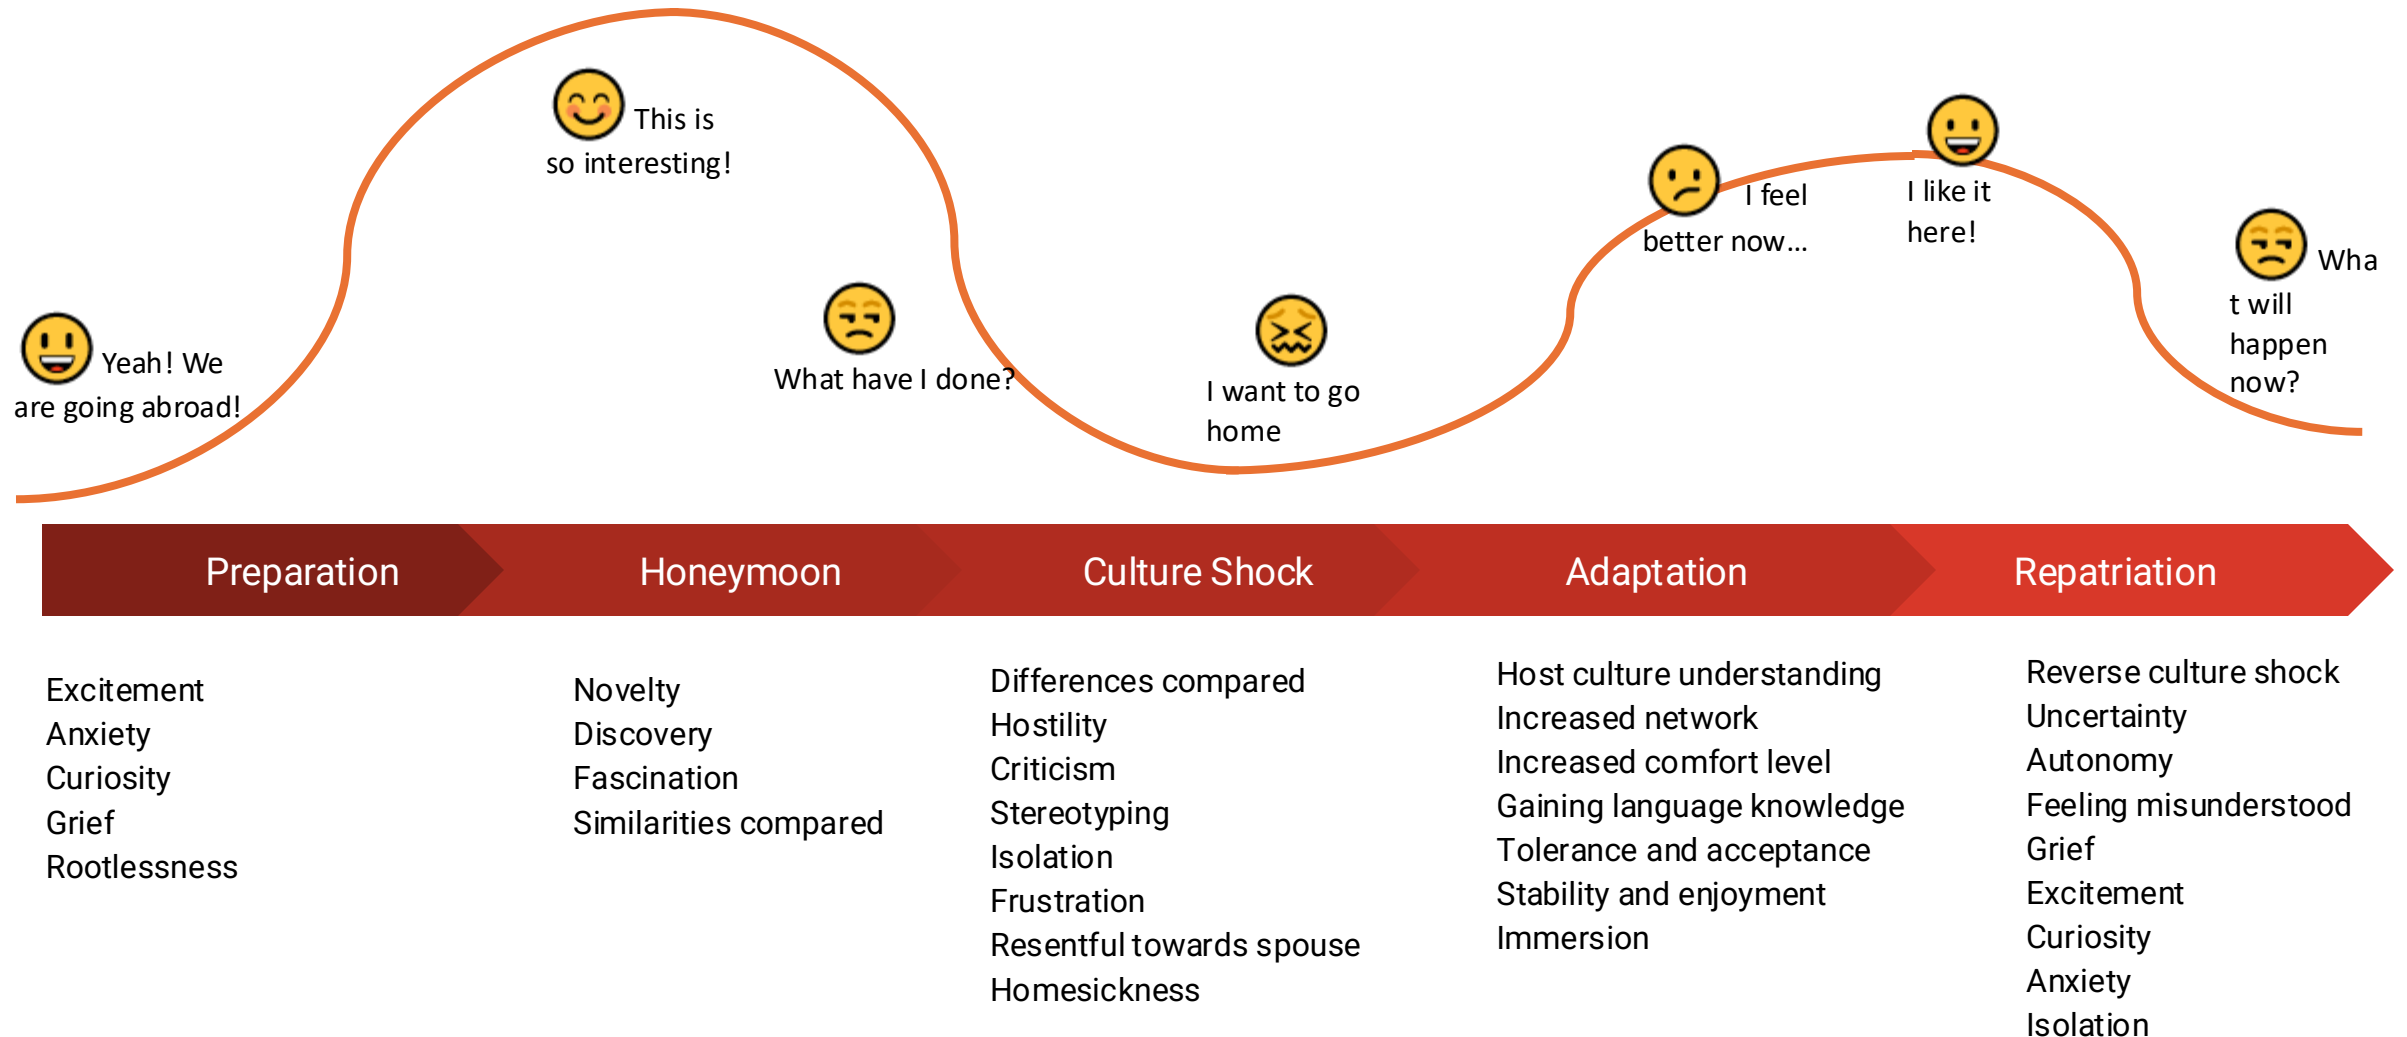 This is
so interesting!
Yeah! We
are going abroad!
What have I done?
I want to go
home
I feel
better now...
I like it
here!
Wha
t will
happen
now?
Preparation
Honeymoon
Culture Shock
Adaptation
Repatriation
Excitement
Anxiety
Curiosity
Grief
Rootlessness
Novelty
Discovery
Fascination
Similarities compared
Differences compared
Hostility
Criticism
Stereotyping
Isolation
Frustration
Resentful towards spouse
Homesickness
Host culture understanding
Increased network
Increased comfort level
Gaining language knowledge
Tolerance and acceptance
Stability and enjoyment
Immersion
Reverse culture shock
Uncertainty
Autonomy
Feeling misunderstood
Grief
Excitement
Curiosity
Anxiety
Isolation